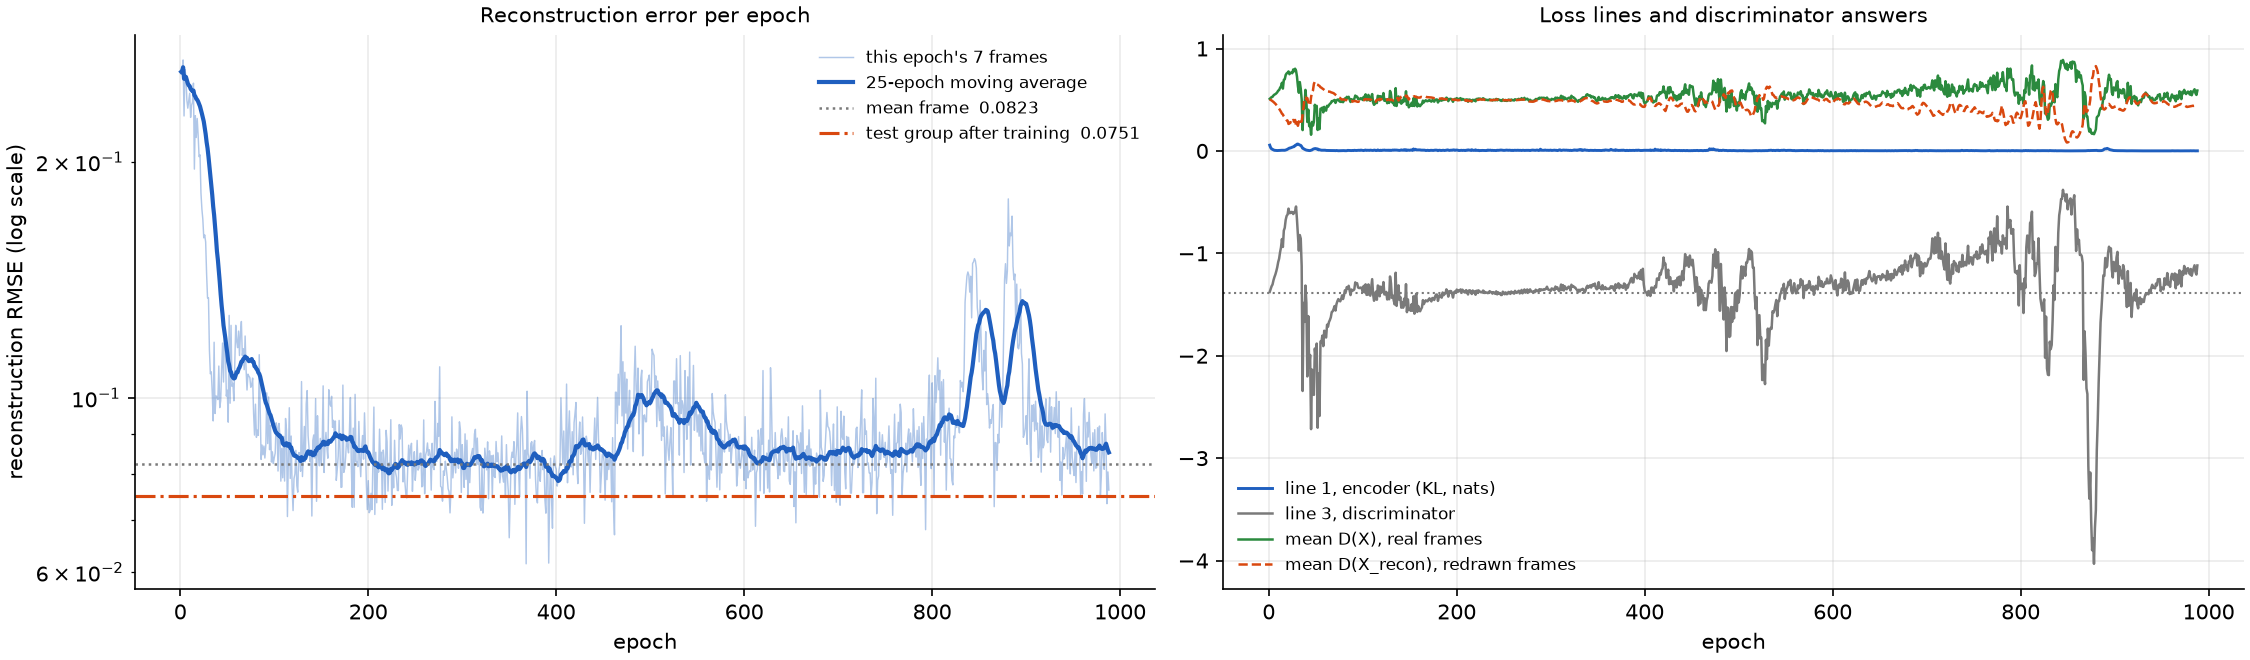 Reconstruction error per epoch
reconstruction RMSE (log scale)
2 × 10⁻¹
10⁻¹
6 × 10⁻²
this epoch's 7 frames
25-epoch moving average
mean frame 0.0823
test group after training 0.0751
0 200 400 600 800 1000
epoch
Loss lines and discriminator answers
1
0
−1
−2
−3
−4
line 1, encoder (KL, nats)
line 3, discriminator
mean D(X), real frames
mean D(X_recon), redrawn frames
0 200 400 600 800 1000
epoch